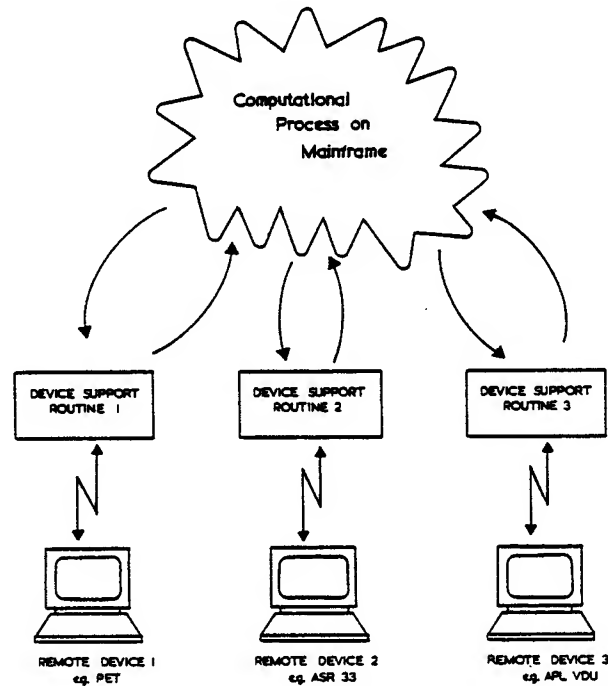 Computational
Process on
Mainframe
DEVICE SUPPORT
ROUTINE 1
DEVICE SUPPORT
ROUTINE 2
DEVICE SUPPORT
ROUTINE 3
REMOTE DEVICE 1
eg. PET
REMOTE DEVICE 2
eg. ASR 33
REMOTE DEVICE 3
eg. APL VDU